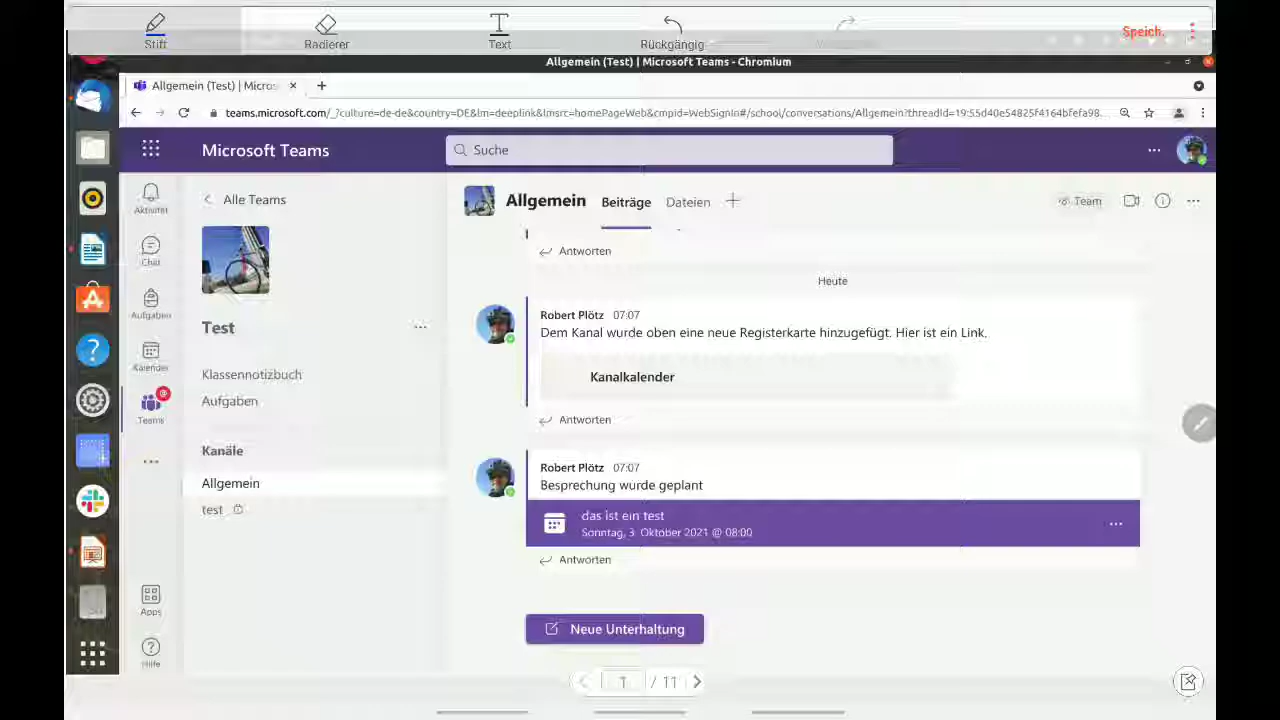 Stift
Radierer
Text
Rückgängig
Speich.
Allgemein (Test) | Microsoft Teams - Chromium
Allgemein (Test) | Micros
teams.microsoft.com/_?culture=de-de&country=DE&lm=deeplink&lmsrc=homePageWeb&cmpid=WebSignIn#/school/conversations/Allgemein?threadId=19:55d40e54825f4164bfefa98...
Microsoft Teams
Suche
Aktivität
Chat
Aufgaben
Kalender
Teams
Apps
Hilfe
Alle Teams
Test
Klassennotizbuch
Aufgaben
Kanäle
Allgemein
test
Allgemein
Beiträge
Dateien
Team
Antworten
Heute
Robert Plötz 07:07
Dem Kanal wurde oben eine neue Registerkarte hinzugefügt. Hier ist ein Link.
Kanalkalender
Antworten
Robert Plötz 07:07
Besprechung wurde geplant
das ist ein test
Sonntag, 3. Oktober 2021 @ 08:00
Antworten
Neue Unterhaltung
1 / 11